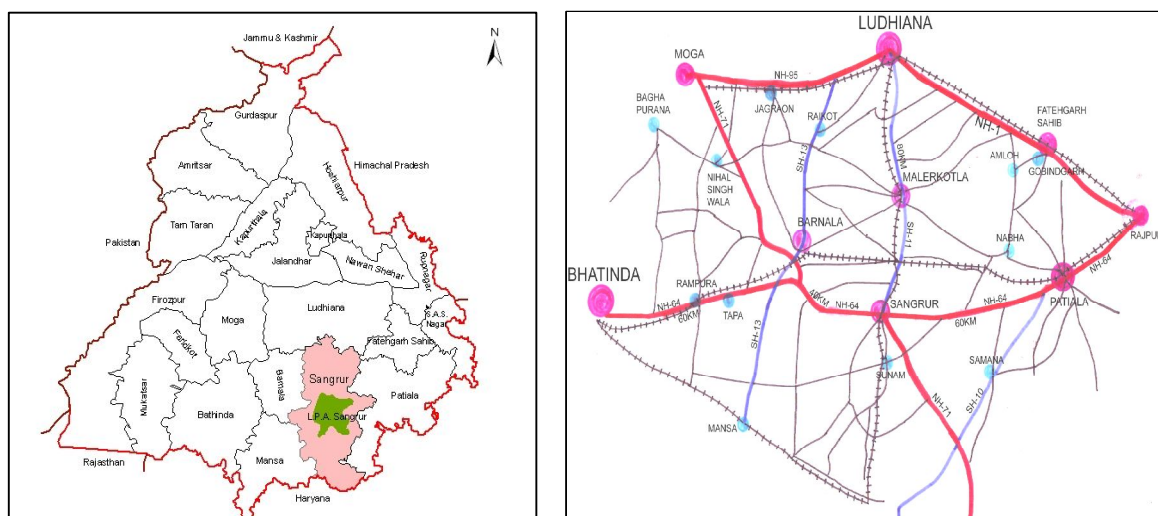 Jammu & Kashmir
N
Gurdaspur
Amritsar
Hoshiarpur
Himachal Pradesh
Tarn Taran
Kapurthala
Kapurthala
Pakistan
Jalandhar
Nawan Shehar
Rupnagar
Firozpur
Moga
Ludhiana
S.A.S.
Nagar
Faridkot
Fatehgarh Sahib
Muktsar
Bathinda
Barnala
Sangrur
Patiala
L.P.A. Sangrur
Rajasthan
Mansa
Haryana
LUDHIANA
MOGA
NH-95
BAGHA
PURANA
JAGRAON
NH-71
RAIKOT
FATEHGARH
SAHIB
NH-1
SH-13
80KM
AMLOH
GOBINDGARH
NIHAL
SINGH
WALA
MALERKOTLA
BARNALA
SH-11
NABHA
RAJPU
NH-64
BHATINDA
RAMPURA
NH-64
60KM
TAPA
NH-64
SANGRUR
NH-64
60KM
PATIALA
SH-13
SUNAM
SAMANA
MANSA
NH-71
SH-10